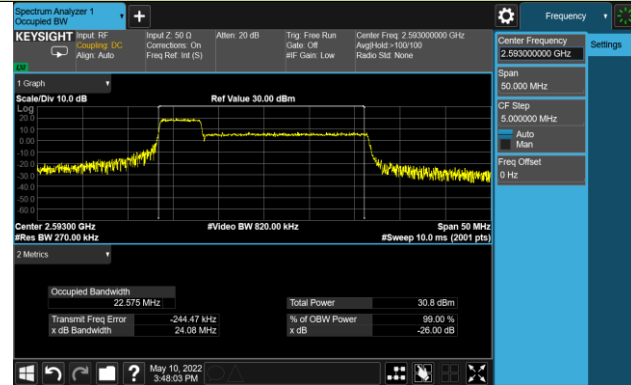 Spectrum Analyzer 1
Occupied BW
Frequency
KEYSIGHT
Input: RF
Coupling: DC
Align: Auto
Input Z: 50 Ω
Corrections: On
Freq Ref: Int (S)
Atten: 20 dB
Trig: Free Run
Gate: Off
#IF Gain: Low
Center Freq: 2.593000000 GHz
Avg|Hold:>100/100
Radio Std: None
Center Frequency
2.593000000 GHz
Settings
Span
50.000 MHz
CF Step
5.000000 MHz
Auto
Man
Freq Offset
0 Hz
1 Graph
Scale/Div 10.0 dB
Ref Value 30.00 dBm
Log
20.0
10.0
0.00
-10.0
-20.0
-30.0
-40.0
-50.0
-60.0
Center 2.59300 GHz
#Video BW 820.00 kHz
Span 50 MHz
#Res BW 270.00 kHz
#Sweep 10.0 ms (2001 pts)
2 Metrics
Occupied Bandwidth
22.575 MHz
Total Power
30.8 dBm
Transmit Freq Error
-244.47 kHz
% of OBW Power
99.00 %
x dB Bandwidth
24.08 MHz
x dB
-26.00 dB
May 10, 2022
3:48:03 PM